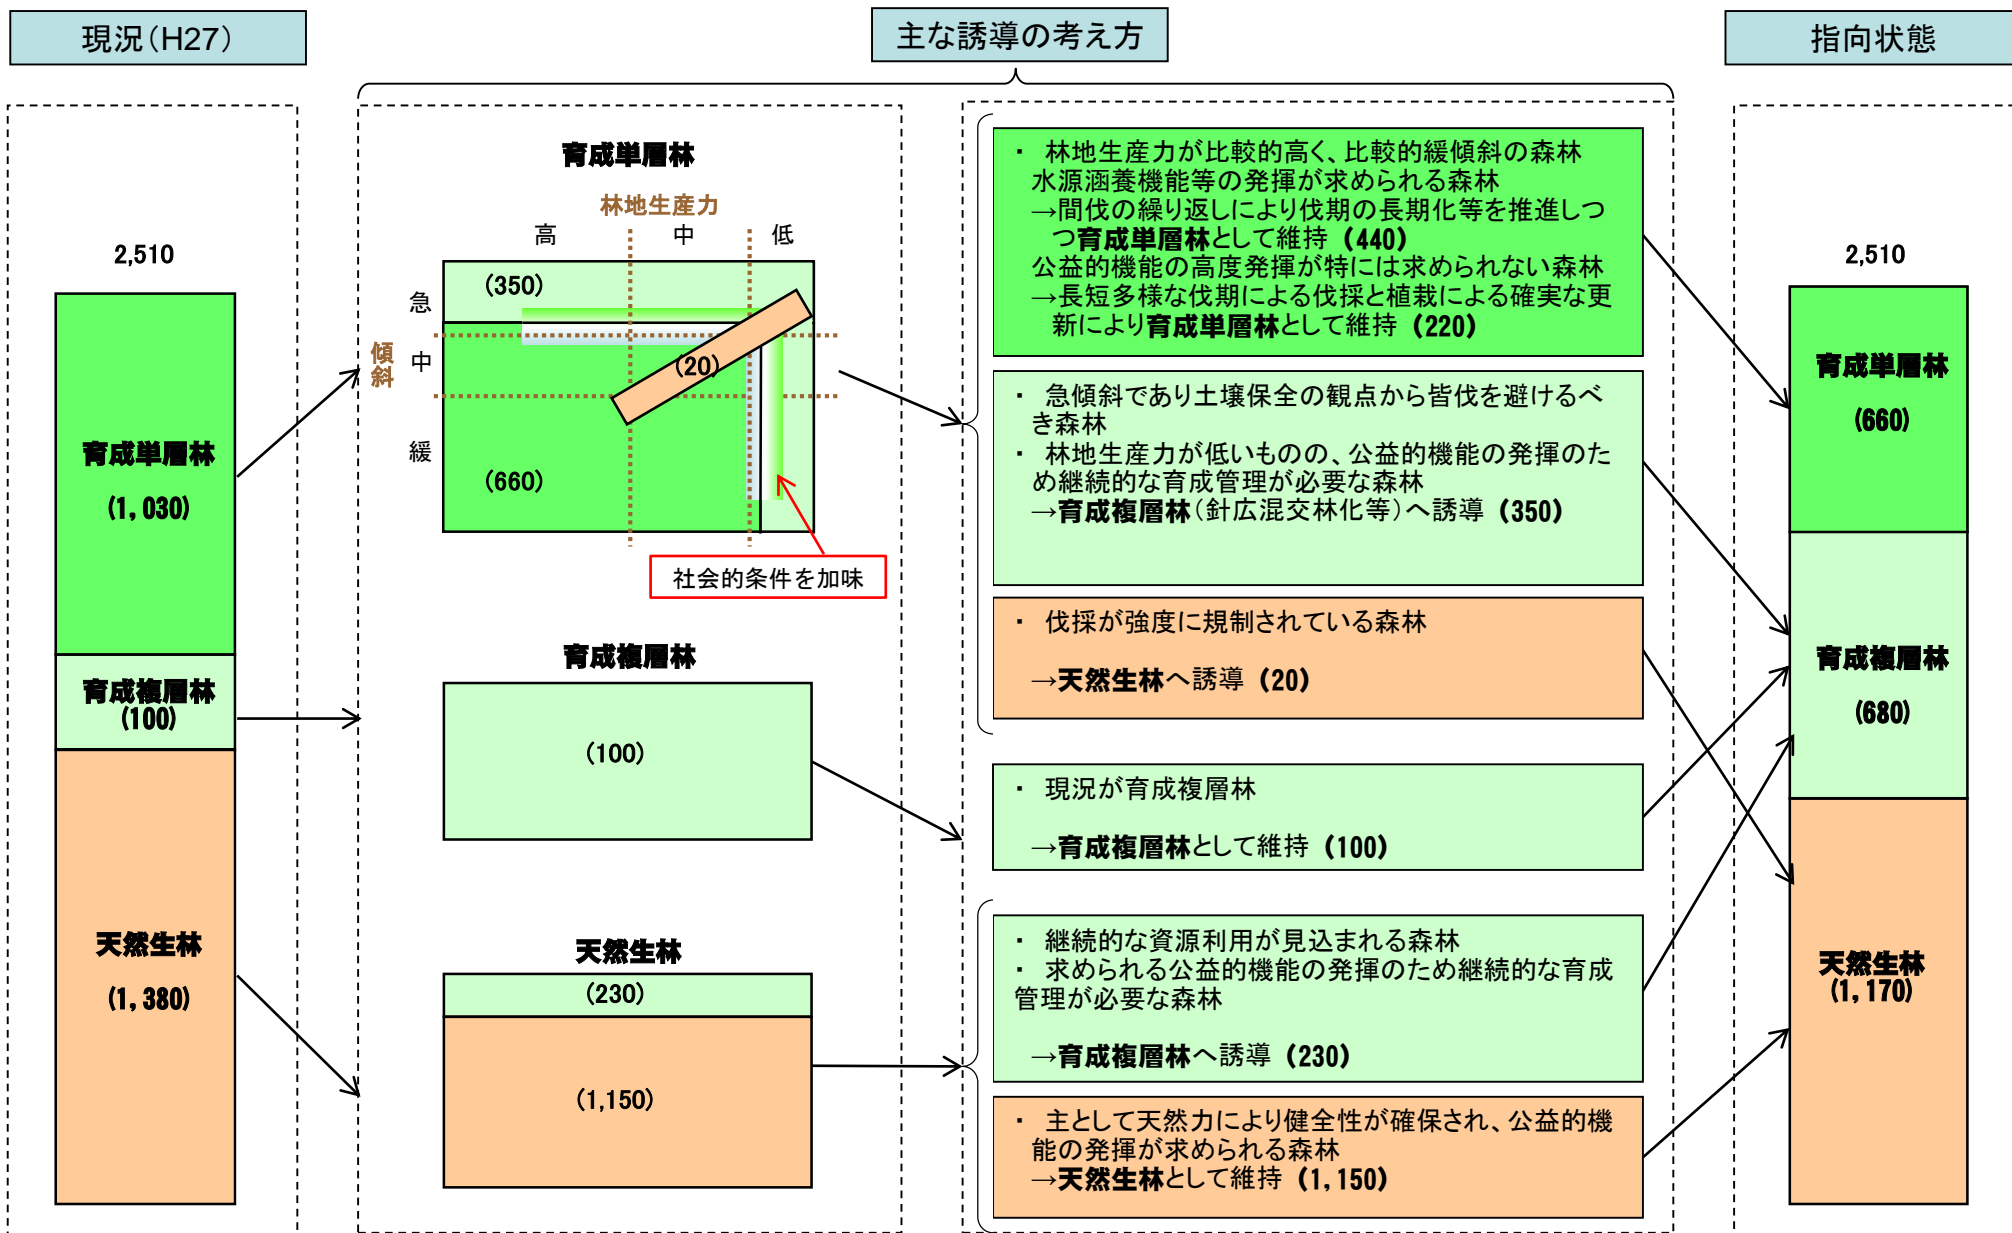 現況(H27)
主な誘導の考え方
指向状態
2,510
育成単層林
(1,030)
育成複層林
(100)
天然生林
(1,380)
育成単層林
林地生産力
高
中
低
傾斜
急
中
緩
(350)
(20)
(660)
社会的条件を加味
育成複層林
(100)
天然生林
(230)
(1,150)
・ 林地生産力が比較的高く、比較的緩傾斜の森林
水源涵養機能等の発揮が求められる森林
→間伐の繰り返しにより伐期の長期化等を推進しつ
つ育成単層林として維持 (440)
公益的機能の高度発揮が特には求められない森林
→長短多様な伐期による伐採と植栽による確実な更
新により育成単層林として維持 (220)
・ 急傾斜であり土壌保全の観点から皆伐を避けるべ
き森林
・ 林地生産力が低いものの、公益的機能の発揮のた
め継続的な育成管理が必要な森林
→育成複層林(針広混交林化等)へ誘導 (350)
・ 伐採が強度に規制されている森林
→天然生林へ誘導 (20)
・ 現況が育成複層林
→育成複層林として維持 (100)
・ 継続的な資源利用が見込まれる森林
・ 求められる公益的機能の発揮のため継続的な育成
管理が必要な森林
→育成複層林へ誘導 (230)
・ 主として天然力により健全性が確保され、公益的機
能の発揮が求められる森林
→天然生林として維持 (1,150)
2,510
育成単層林
(660)
育成複層林
(680)
天然生林
(1,170)